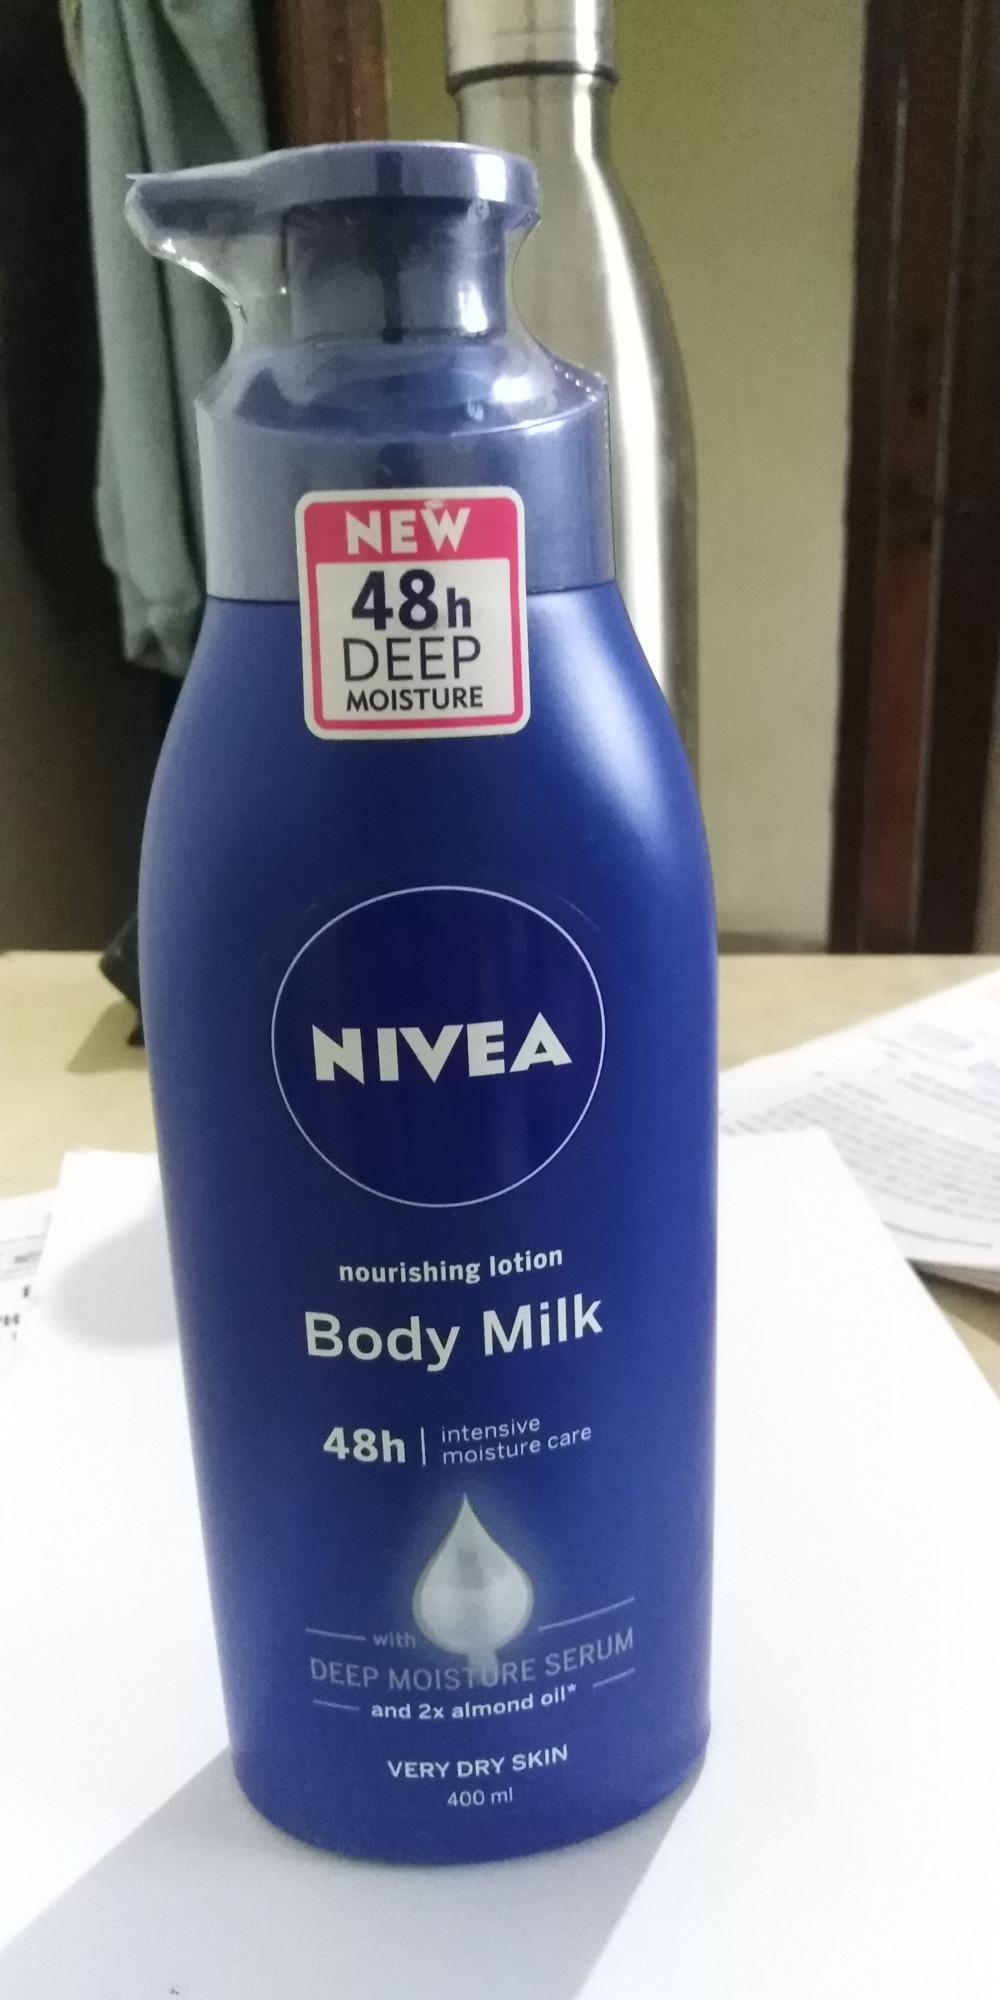 NEW
48h
DEEP
MOISTURE
NIVEA
nourishing lotion
Body Milk
48h | intensive
moisture care
with
DEEP MOISTURE SERUM
and 2x almond oil*
VERY DRY SKIN
400 ml